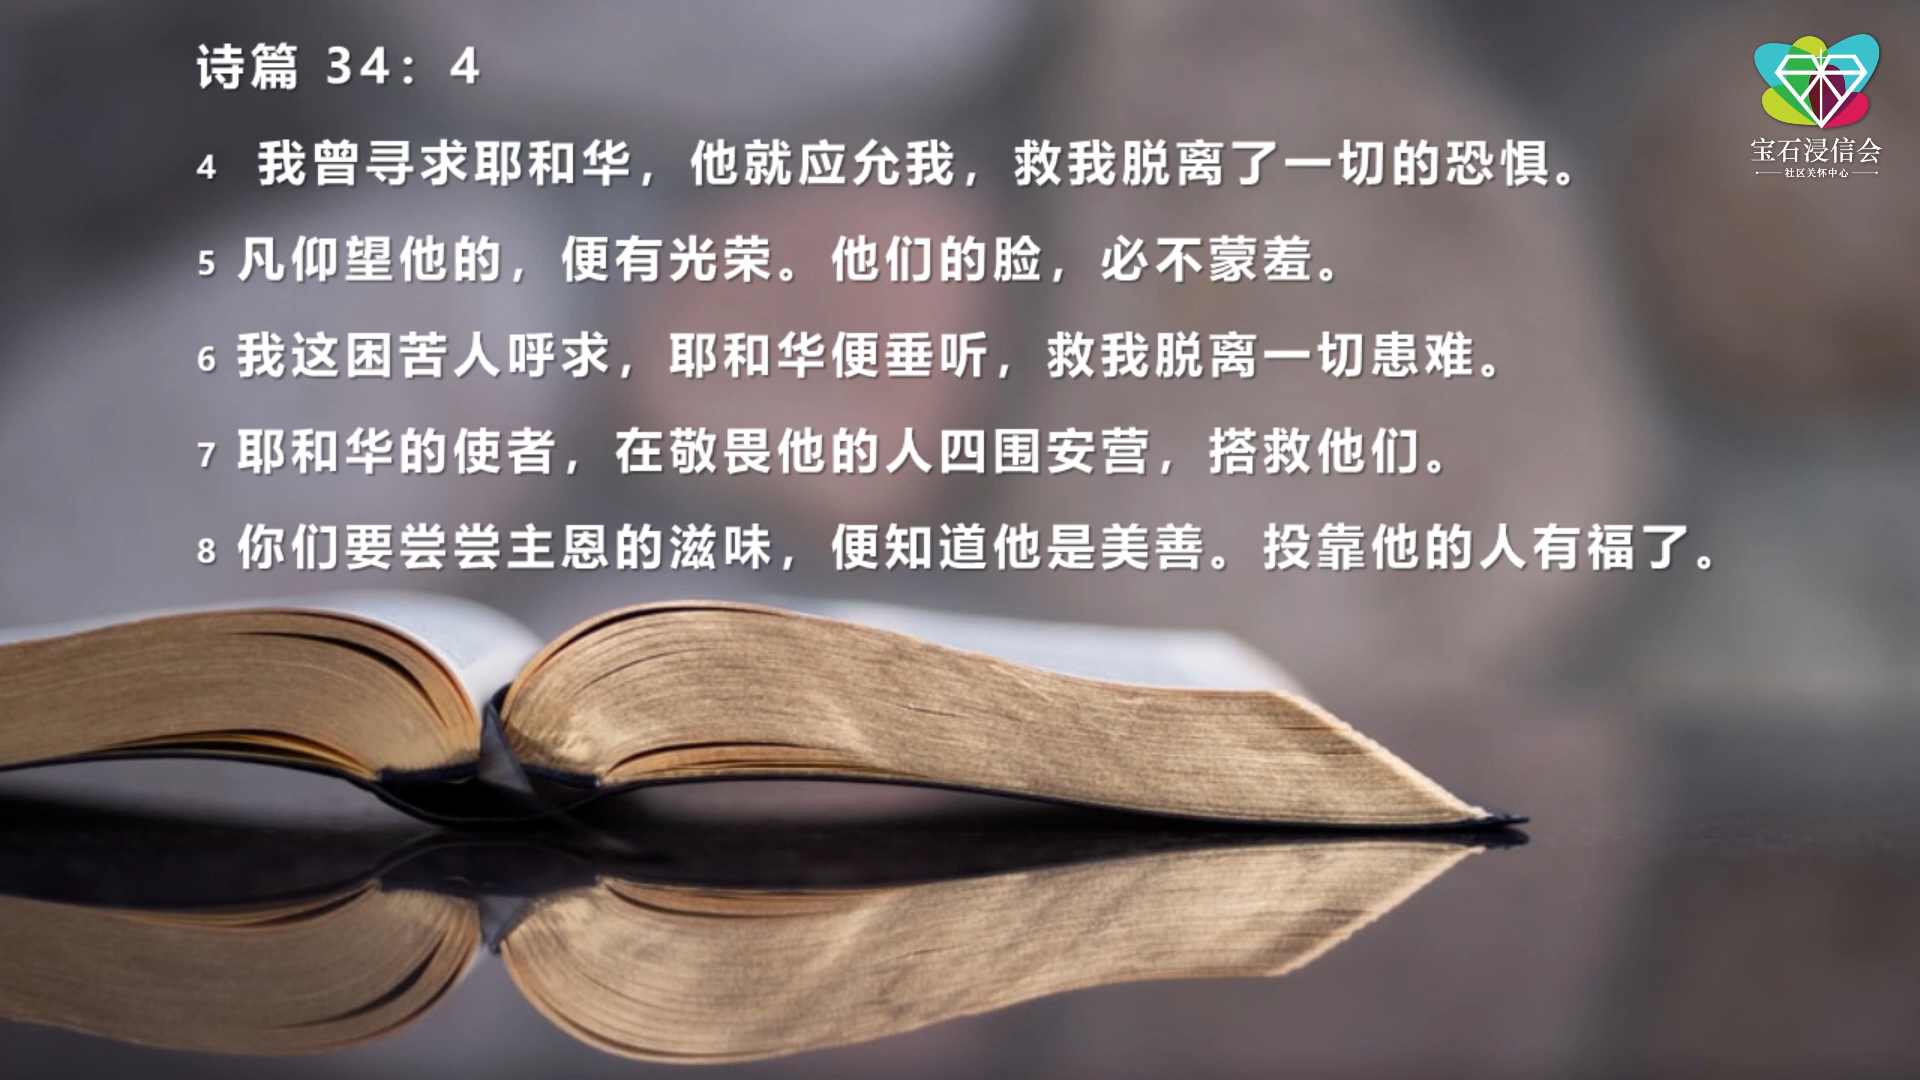 诗篇 34：4
4 我曾寻求耶和华，他就应允我，救我脱离了一切的恐惧。
5 凡仰望他的，便有光荣。他们的脸，必不蒙羞。
6 我这困苦人呼求，耶和华便垂听，救我脱离一切患难。
7 耶和华的使者，在敬畏他的人四围安营，搭救他们。
8 你们要尝尝主恩的滋味，便知道他是美善。投靠他的人有福了。
宝石浸信会
社区关怀中心